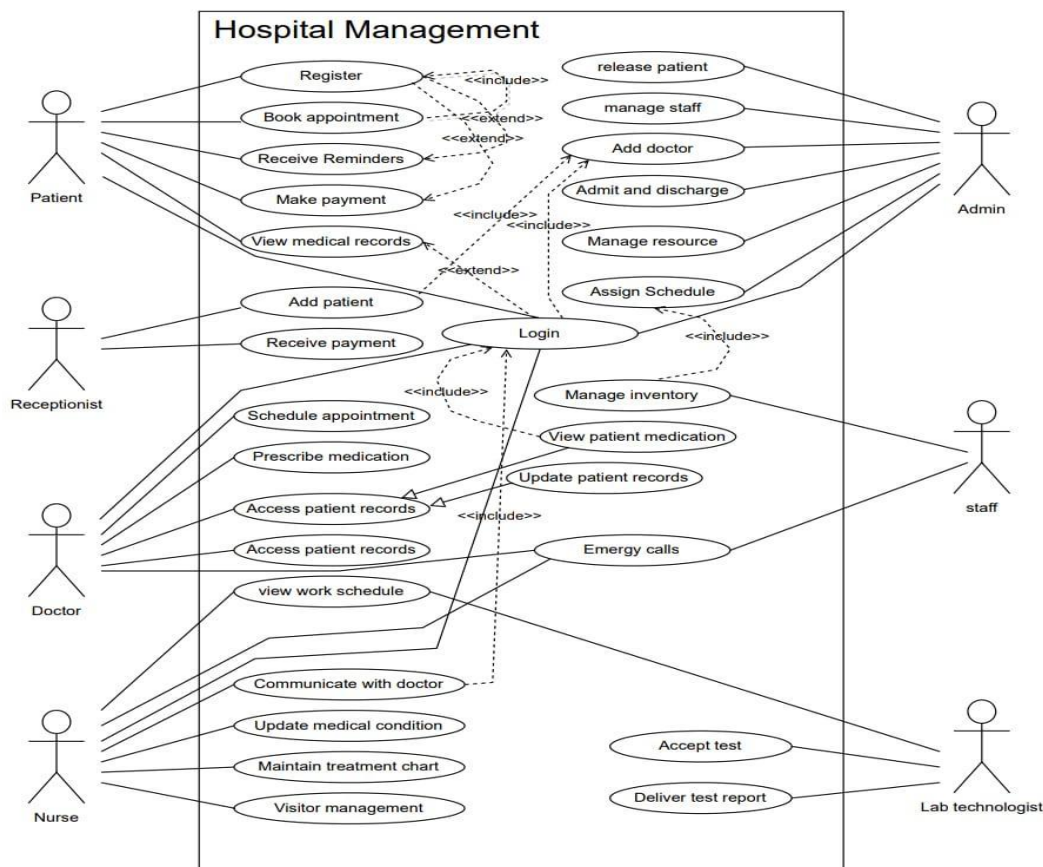 Hospital Management
Register
<<include>>
release patient
manage staff
Book appointment
<<extend>>
<<extend>>
Add doctor
Receive Reminders
Patient
Make payment
Admit and discharge
Admin
<<include>>
<<include>>
View medical records
Manage resource
<<extend>>
Add patient
Assign Schedule
Login
Receive payment
Receptionist
<<include>>
<<include>>
Manage inventory
Schedule appointment
View patient medication
Prescribe medication
Update patient records
Access patient records
<<include>>
staff
Access patient records
Emergy calls
view work schedule
Doctor
Communicate with doctor
Update medical condition
Accept test
Maintain treatment chart
Deliver test report
Visitor management
Nurse
Lab technologist